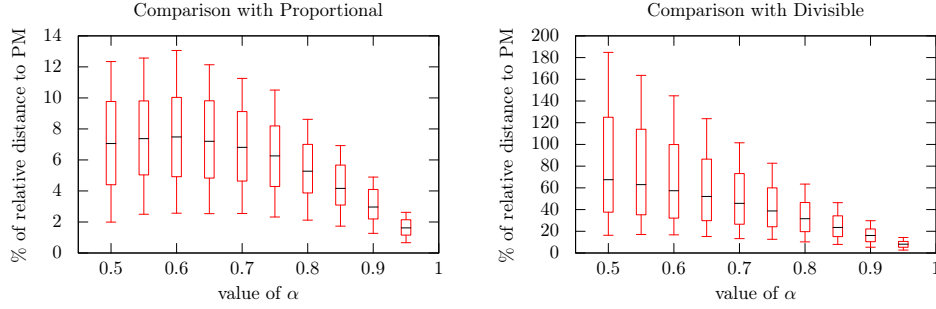 Comparison with Proportional
% of relative distance to PM
14
12
10
8
6
4
2
0
0.5 0.6 0.7 0.8 0.9 1
value of α
Comparison with Divisible
% of relative distance to PM
200
180
160
140
120
100
80
60
40
20
0
0.5 0.6 0.7 0.8 0.9 1
value of α